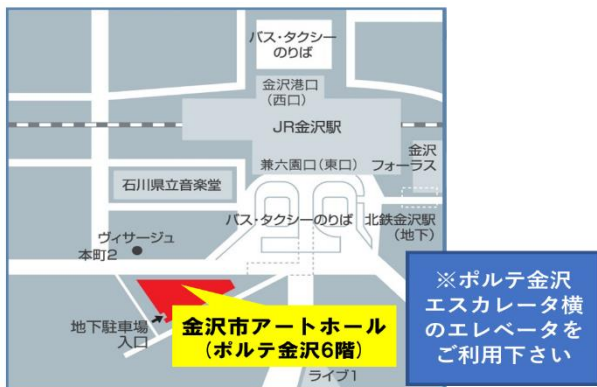 バス・タクシー
のりば
金沢港口
(西口)
JR金沢駅
金沢
フォーラス
兼六園口(東口)
石川県立音楽堂
バス・タクシーのりば
北鉄金沢駅
(地下)
ヴィサージュ
本町2
地下駐車場
入口
金沢市アートホール
(ポルテ金沢6階)
ライブ1
※ポルテ金沢
エスカレータ横
のエレベータを
ご利用下さい